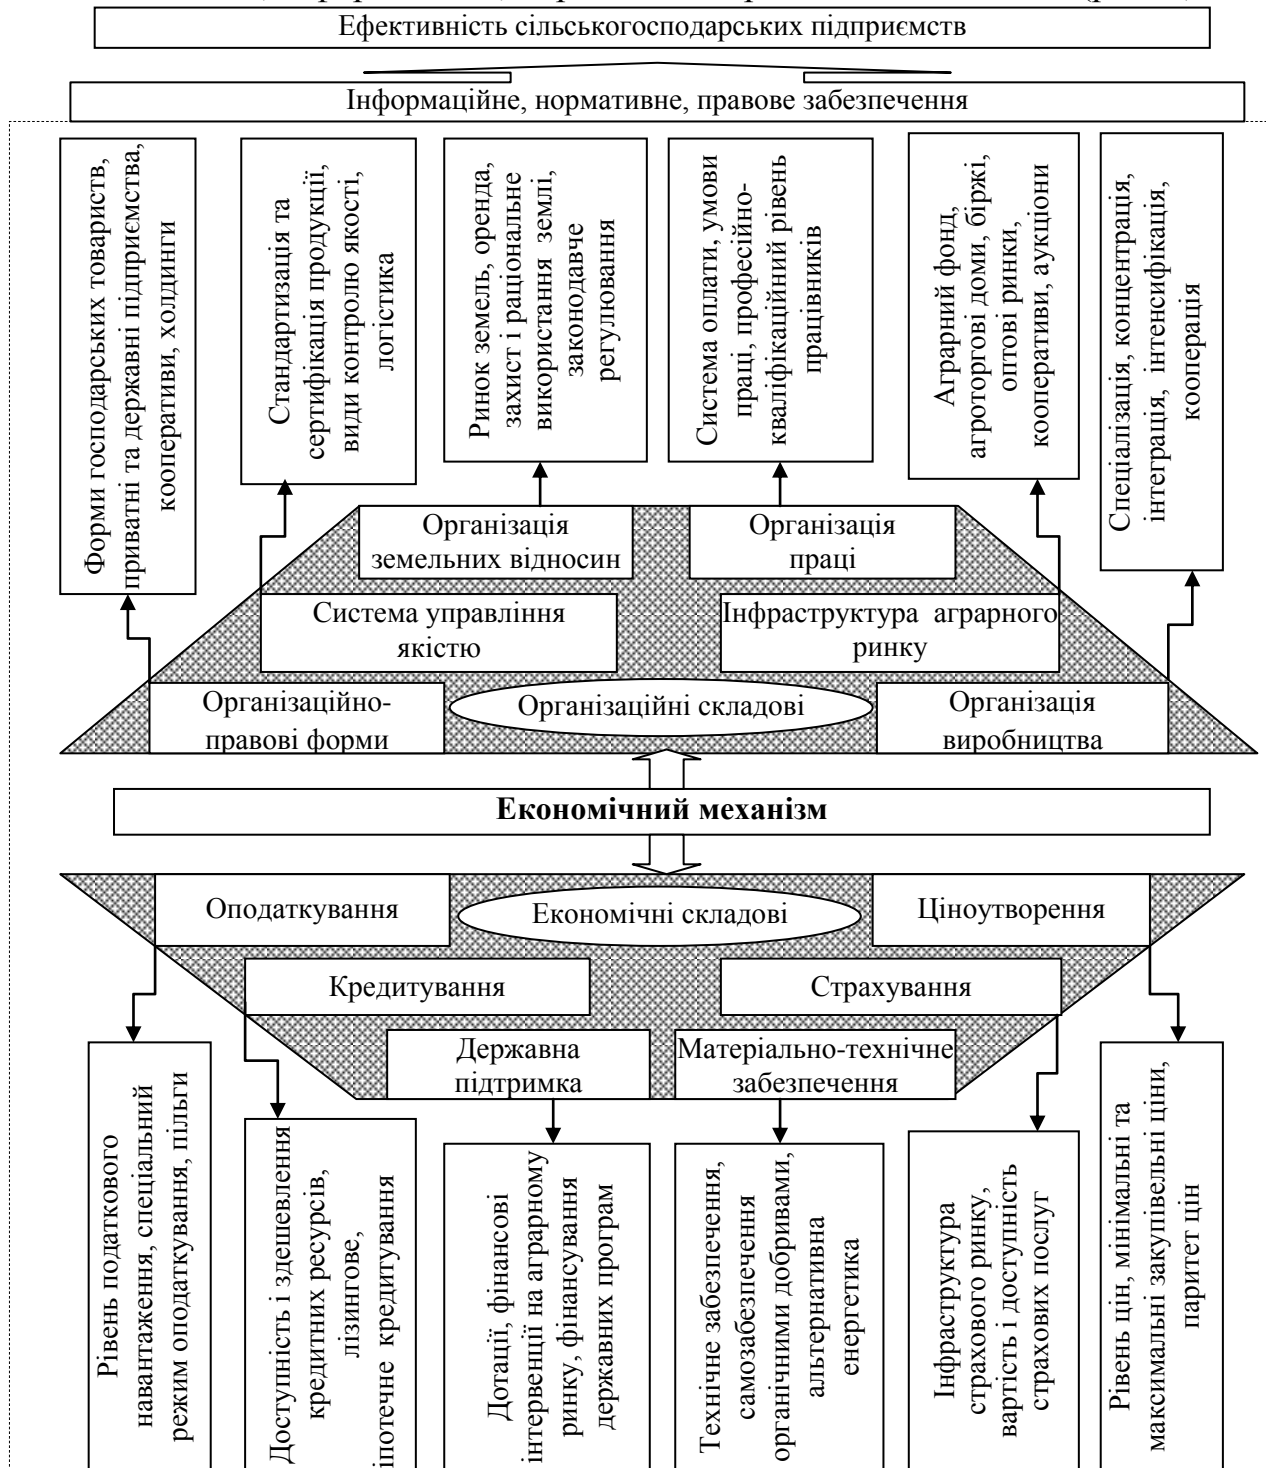 Ефективність сільськогосподарських підприємств
Інформаційне, нормативне, правове забезпечення
Форми господарських товариств,
приватні та державні підприємства,
кооперативи, холдинги
Стандартизація та
сертифікація продукції,
види контролю якості,
логістика
Ринок земель, оренда,
захист і раціональне
використання землі,
законодавче
регулювання
Система оплати, умови
праці, професійно-
кваліфікаційний рівень
працівників
Аграрний фонд,
агроторгові доми, біржі,
оптові ринки,
кооперативи, аукціони
Спеціалізація, концентрація,
інтеграція, інтенсифікація,
кооперація
Організація
земельних відносин
Організація
праці
Система управління
якістю
Інфраструктура аграрного
ринку
Організаційно-
правові форми
Організаційні складові
Організація
виробництва
Економічний механізм
Оподаткування
Економічні складові
Ціноутворення
Кредитування
Страхування
Державна
підтримка
Матеріально-технічне
забезпечення
Рівень податкового
навантаження, спеціальний
режим оподаткування, пільги
Доступність і здешевлення
кредитних ресурсів,
лізингове,
іпотечне кредитування
Дотації, фінансові
інтервенції на аграрному
ринку, фінансування
державних програм
Технічне забезпечення,
самозабезпечення
органічними добривами,
альтернативна
енергетика
Інфраструктура
страхового ринку,
вартість і доступність
страхових послуг
Рівень цін, мінімальні та
максимальні закупівельні ціни,
паритет цін